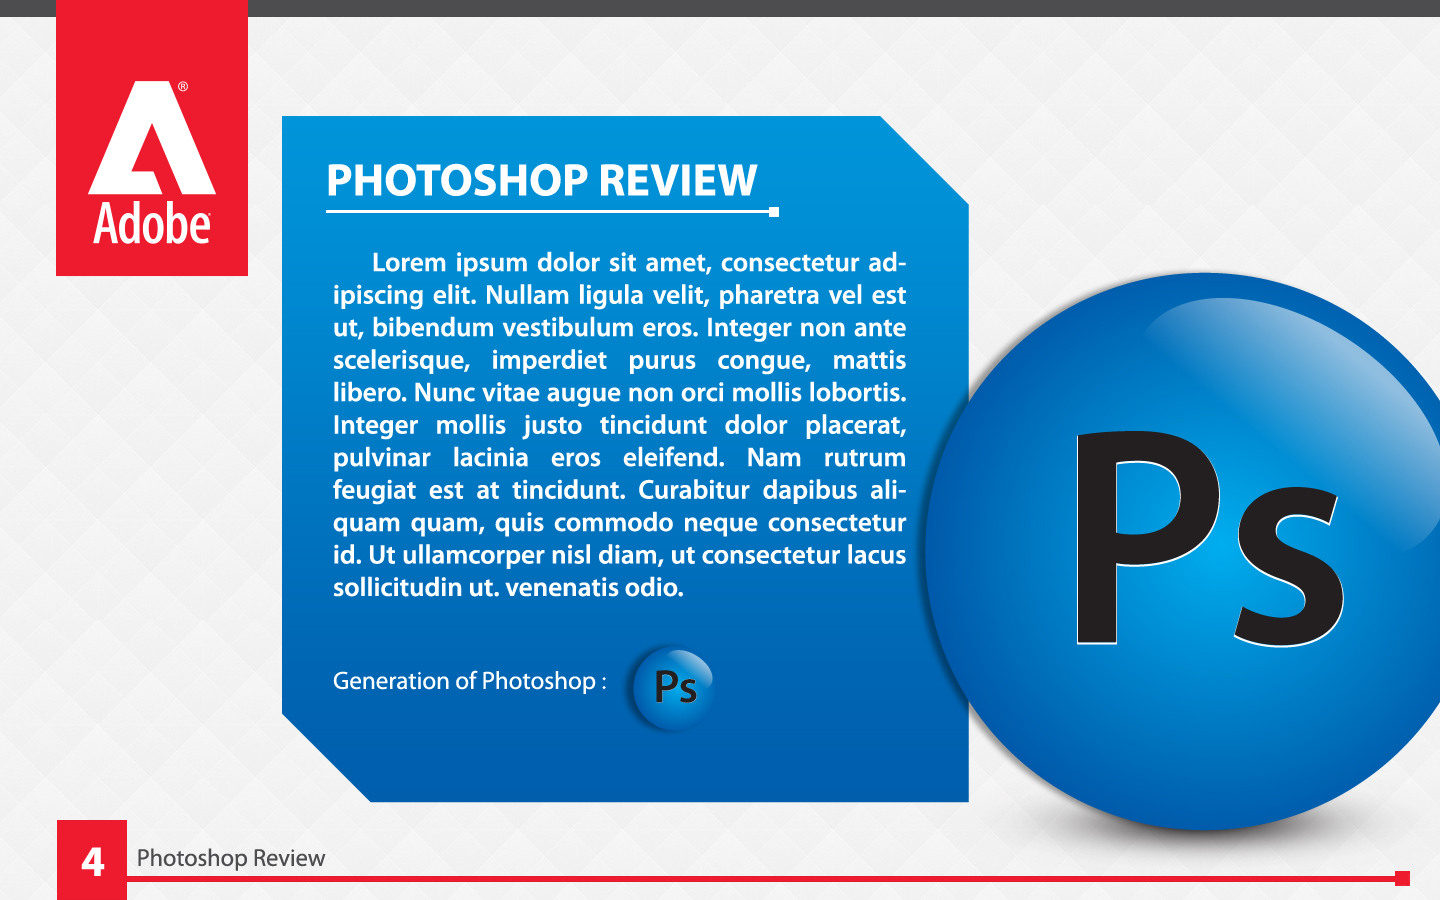 ®
Adobe
PHOTOSHOP REVIEW
Lorem ipsum dolor sit amet, consectetur ad-
ipiscing elit. Nullam ligula velit, pharetra vel est
ut, bibendum vestibulum eros. Integer non ante
scelerisque, imperdiet purus congue, mattis
libero. Nunc vitae augue non orci mollis lobortis.
Integer mollis justo tincidunt dolor placerat,
pulvinar lacinia eros eleifend. Nam rutrum
feugiat est at tincidunt. Curabitur dapibus ali-
quam quam, quis commodo neque consectetur
id. Ut ullamcorper nisl diam, ut consectetur lacus
sollicitudin ut. venenatis odio.
Generation of Photoshop :
Ps
Ps
4
Photoshop Review